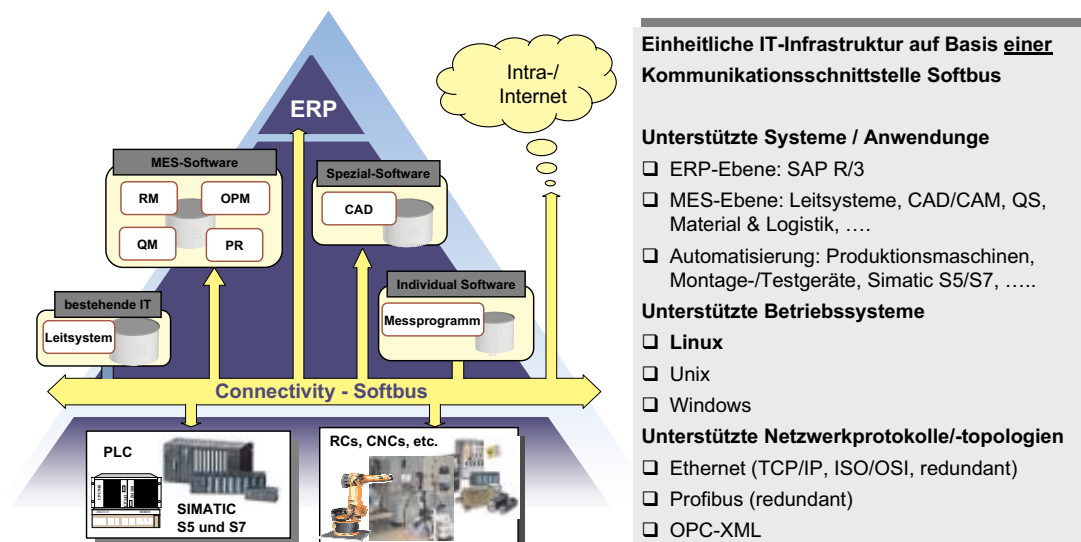 ERP
Intra-/
Internet
MES-Software
RM
OPM
QM
PR
Spezial-Software
CAD
bestehende IT
Leitsystem
Individual Software
Messprogramm
Connectivity - Softbus
PLC
SIMATIC
S5 und S7
RCs, CNCs, etc.
Einheitliche IT-Infrastruktur auf Basis einer
Kommunikationsschnittstelle Softbus
Unterstützte Systeme / Anwendunge
❑ ERP-Ebene: SAP R/3
❑ MES-Ebene: Leitsysteme, CAD/CAM, QS,
Material & Logistik, ….
❑ Automatisierung: Produktionsmaschinen,
Montage-/Testgeräte, Simatic S5/S7, …..
Unterstützte Betriebssysteme
❑ Linux
❑ Unix
❑ Windows
Unterstützte Netzwerkprotokolle/-topologien
❑ Ethernet (TCP/IP, ISO/OSI, redundant)
❑ Profibus (redundant)
❑ OPC-XML